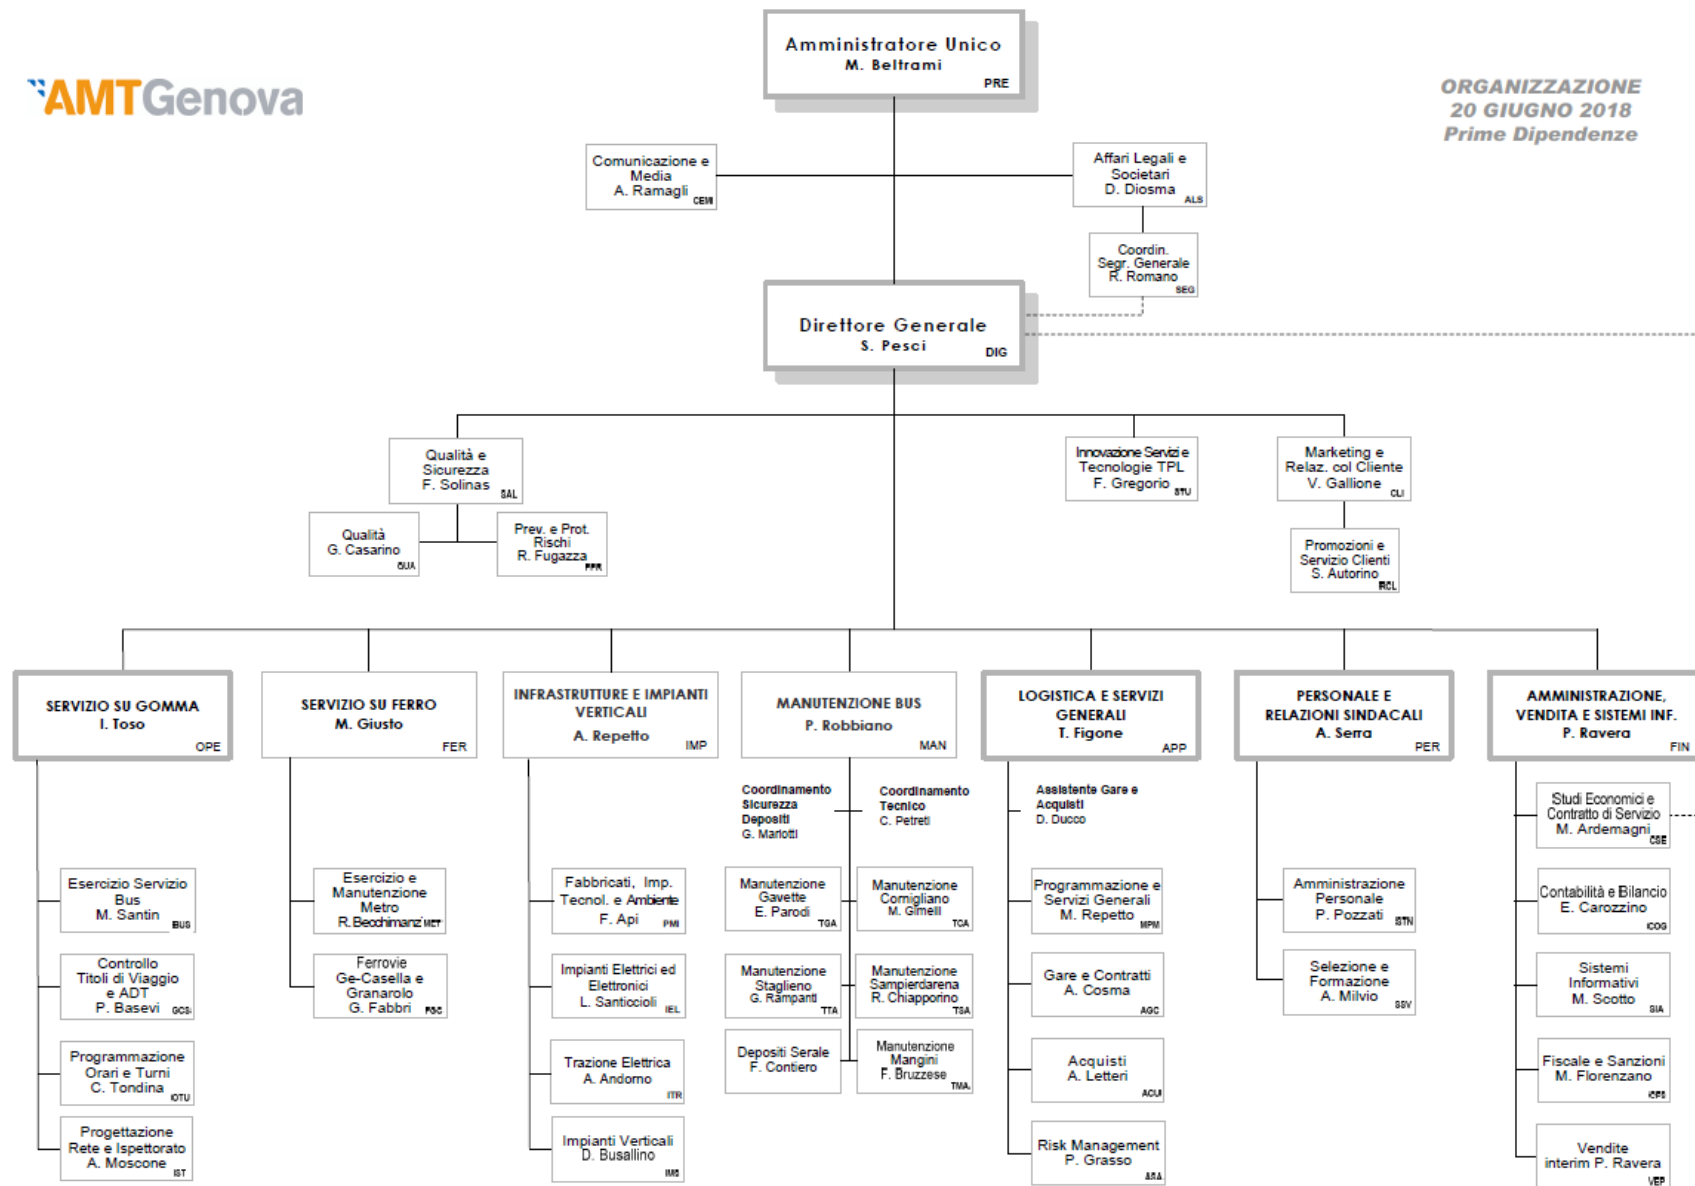 Amministratore Unico
M. Beltrami
PRE
AMTGenova
ORGANIZZAZIONE
20 GIUGNO 2018
Prime Dipendenze
Comunicazione e
Media
A. Ramagli
CEM
Affari Legali e
Societari
D. Diosma
ALS
Coordin.
Segr. Generale
R. Romano
SEG
Direttore Generale
S. Pesci
DIG
Qualità e
Sicurezza
F. Solinas
SAL
Innovazione Servizi e
Tecnologie TPL
F. Gregorio
STU
Marketing e
Relaz. col Cliente
V. Gallione
CLI
Qualità
G. Casarino
QUA
Prev. e Prot.
Rischi
R. Fugazza
PPR
Promozioni e
Servizio Clienti
S. Autorino
RCL
SERVIZIO SU GOMMA
I. Toso
OPE
SERVIZIO SU FERRO
M. Giusto
FER
INFRASTRUTTURE E IMPIANTI
VERTICALI
A. Repetto
IMP
MANUTENZIONE BUS
P. Robbiano
MAN
LOGISTICA E SERVIZI
GENERALI
T. Figone
APP
PERSONALE E
RELAZIONI SINDACALI
A. Serra
PER
AMMINISTRAZIONE,
VENDITA E SISTEMI INF.
P. Ravera
FIN
Esercizio Servizio
Bus
M. Santin
BUS
Controllo
Titoli di Viaggio
e ADT
P. Basevi
GCS
Programmazione
Orari e Turni
C. Tondina
IOTU
Progettazione
Rete e Ispettorato
A. Moscone
IST
Esercizio e
Manutenzione
Metro
R. Becchimanzi
MET
Ferrovie
Ge-Casella e
Granarolo
G. Fabbri
FGC
Fabbricati, Imp.
Tecnol. e Ambiente
F. Api
PMI
Impianti Elettrici ed
Elettronici
L. Santiccioli
IEL
Trazione Elettrica
A. Andorno
ITR
Impianti Verticali
D. Busallino
Coordinamento
Sicurezza
Depositi
G. Mariotti
Coordinamento
Tecnico
C. Petreti
Manutenzione
Gavette
E. Parodi
TGA
Manutenzione
Cornigliano
M. Gimelli
TCA
Manutenzione
Staglieno
G. Rampanti
TTA
Manutenzione
Sampierdarena
R. Chiapporino
TSA
Depositi Serale
F. Contiero
Manutenzione
Mangini
F. Bruzzese
TMA
Assistente Gare e
Acquisti
D. Ducco
Programmazione e
Servizi Generali
M. Repetto
MPM
Gare e Contratti
A. Cosma
AGC
Acquisti
A. Letteri
ACUI
Risk Management
P. Grasso
ASA
Amministrazione
Personale
P. Pozzati
STN
Selezione e
Formazione
A. Milvio
SSV
Studi Economici e
Contratto di Servizio
M. Ardemagni
CSE
Contabilità e Bilancio
E. Carozzino
ICOG
Sistemi
Informativi
M. Scotto
SIA
Fiscale e Sanzioni
M. Florenzano
ICFS
Vendite
interim P. Ravera
VEP